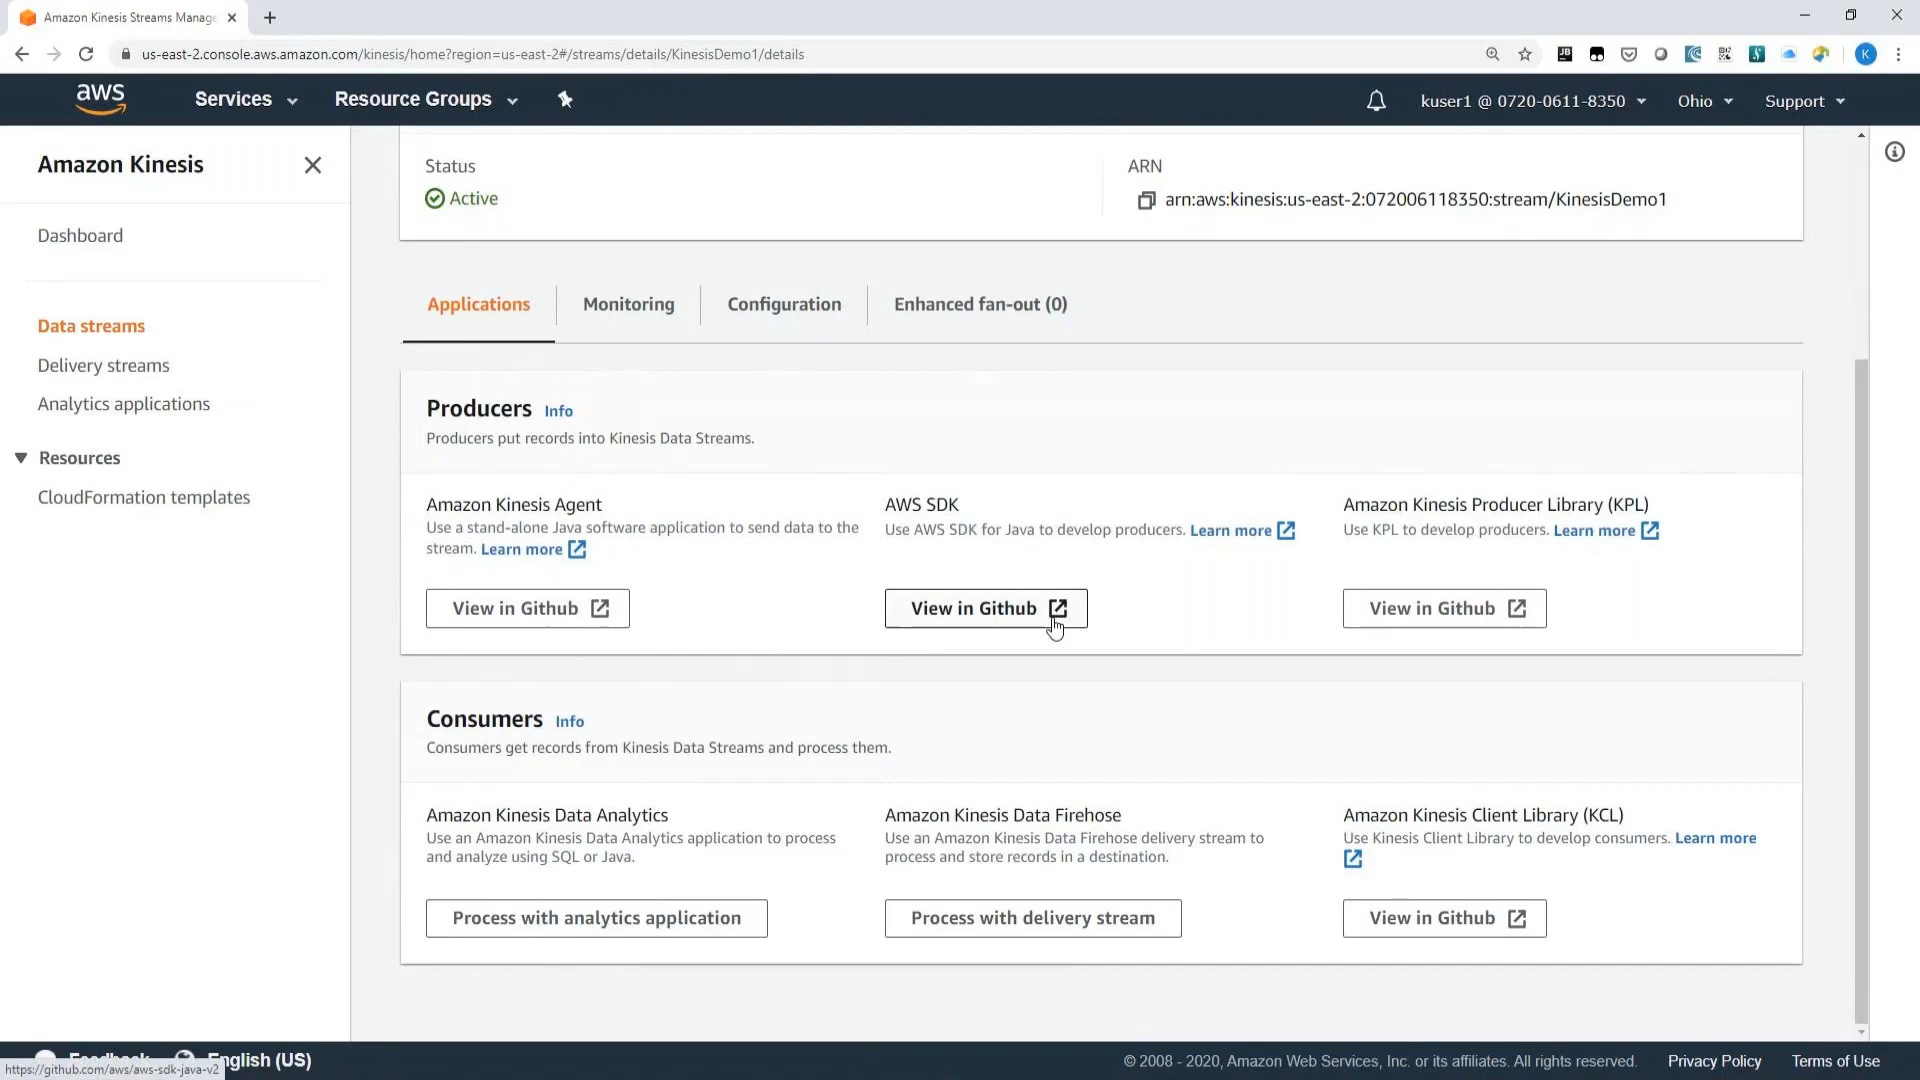 Amazon Kinesis Streams Manage
us-east-2.console.aws.amazon.com/kinesis/home?region=us-east-2#/streams/details/KinesisDemo1/details
aws
Services
Resource Groups
kuser1 @ 0720-0611-8350
Ohio
Support
Amazon Kinesis
Dashboard
Data streams
Delivery streams
Analytics applications
Resources
CloudFormation templates
Status
Active
ARN
arn:aws:kinesis:us-east-2:072006118350:stream/KinesisDemo1
Applications
Monitoring
Configuration
Enhanced fan-out (0)
Producers Info
Producers put records into Kinesis Data Streams.
Amazon Kinesis Agent
Use a stand-alone Java software application to send data to the
stream. Learn more
View in Github
AWS SDK
Use AWS SDK for Java to develop producers. Learn more
View in Github
Amazon Kinesis Producer Library (KPL)
Use KPL to develop producers. Learn more
View in Github
Consumers Info
Consumers get records from Kinesis Data Streams and process them.
Amazon Kinesis Data Analytics
Use an Amazon Kinesis Data Analytics application to process
and analyze using SQL or Java.
Process with analytics application
Amazon Kinesis Data Firehose
Use an Amazon Kinesis Data Firehose delivery stream to
process and store records in a destination.
Process with delivery stream
Amazon Kinesis Client Library (KCL)
Use Kinesis Client Library to develop consumers. Learn more
View in Github
Feedback
English (US)
© 2008 - 2020, Amazon Web Services, Inc. or its affiliates. All rights reserved.
Privacy Policy
Terms of Use
https://github.com/aws/aws-sdk-java-v2